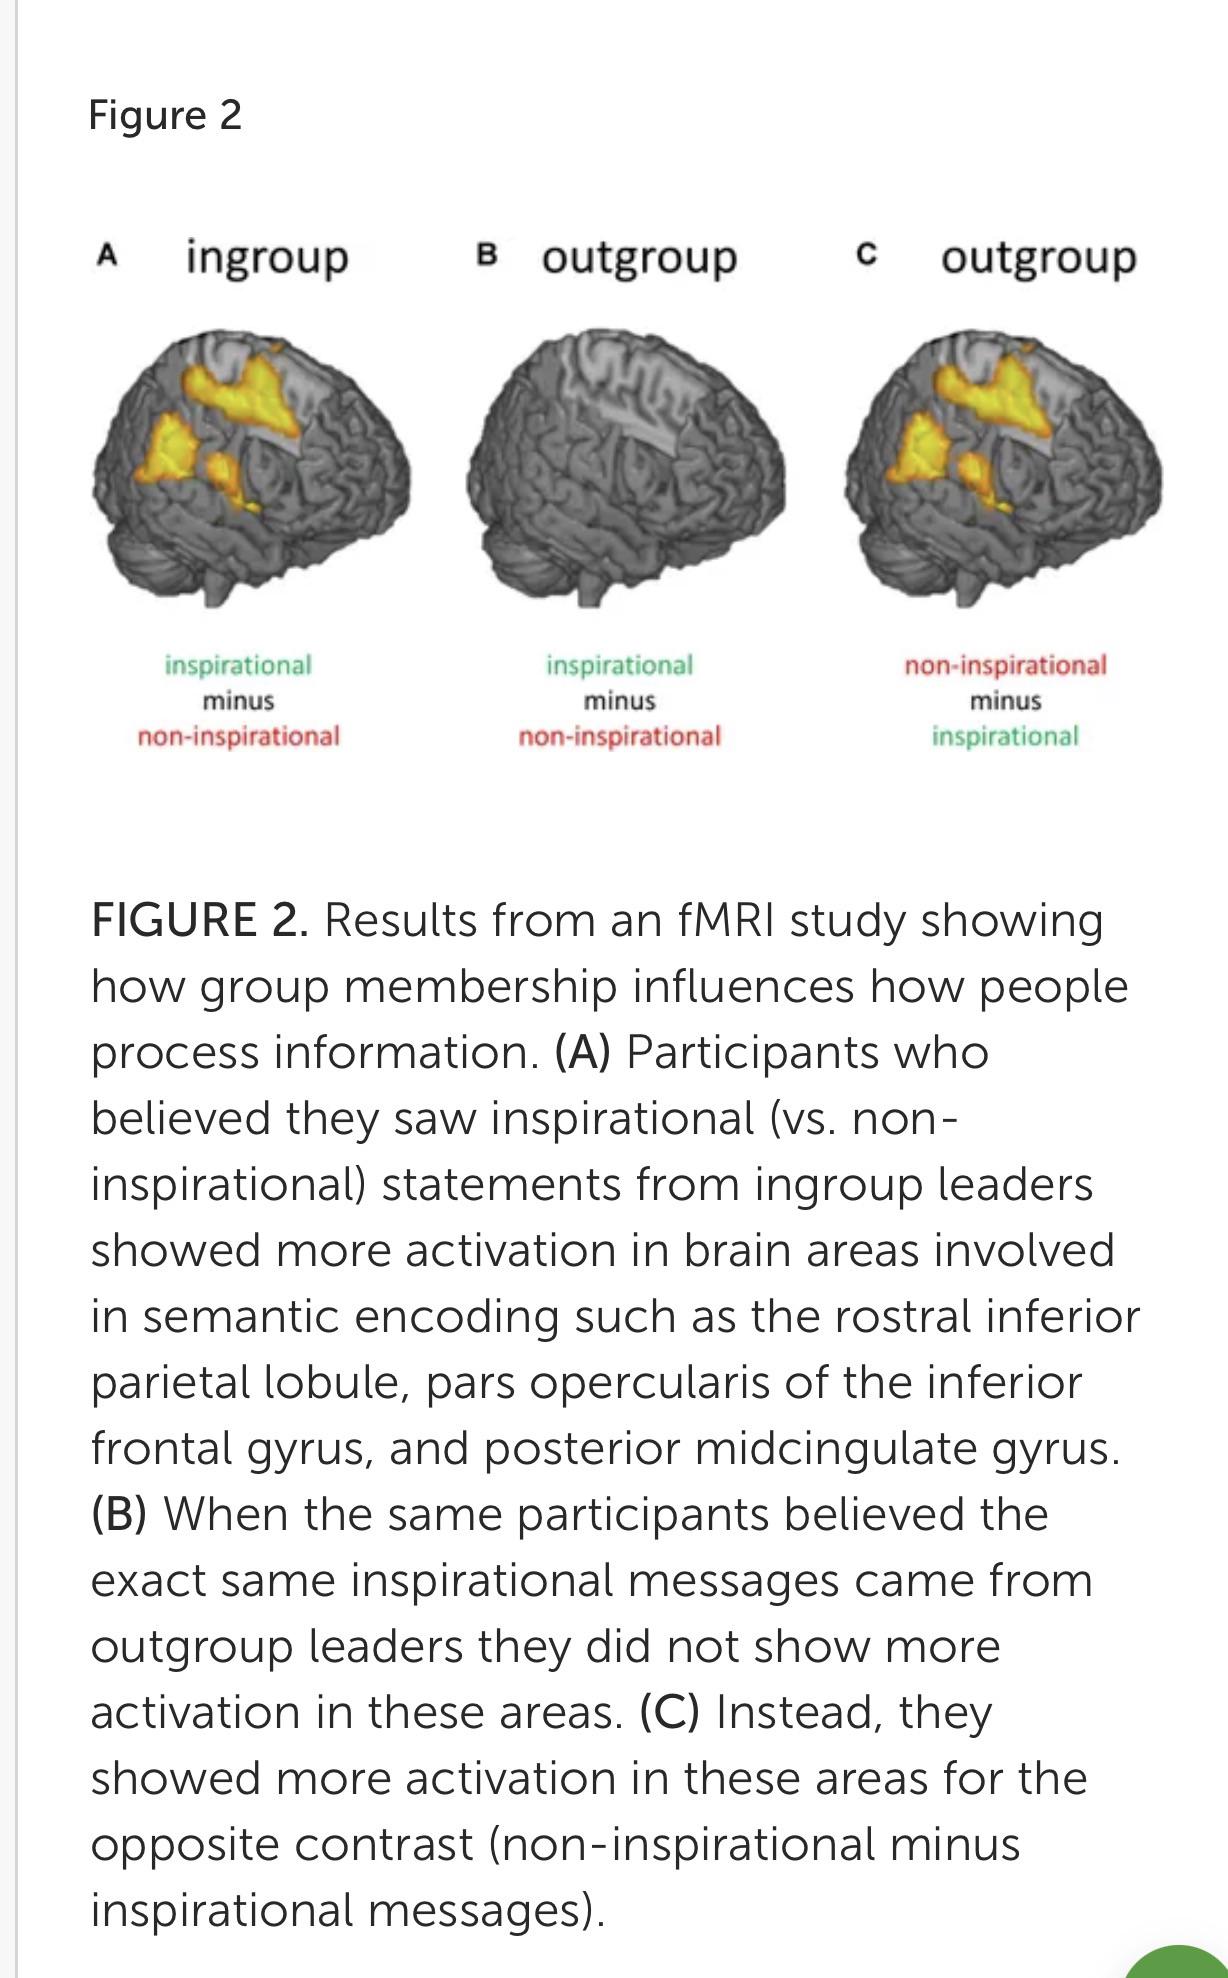 Figure 2
A ingroup B outgroup C outgroup
inspirational inspirational non-inspirational
minus minus minus
non-inspirational non-inspirational inspirational
FIGURE 2. Results from an fMRI study showing
how group membership influences how people
process information. (A) Participants who
believed they saw inspirational (vs. non-
inspirational) statements from ingroup leaders
showed more activation in brain areas involved
in semantic encoding such as the rostral inferior
parietal lobule, pars opercularis of the inferior
frontal gyrus, and posterior midcingulate gyrus.
(B) When the same participants believed the
exact same inspirational messages came from
outgroup leaders they did not show more
activation in these areas. (C) Instead, they
showed more activation in these areas for the
opposite contrast (non-inspirational minus
inspirational messages).